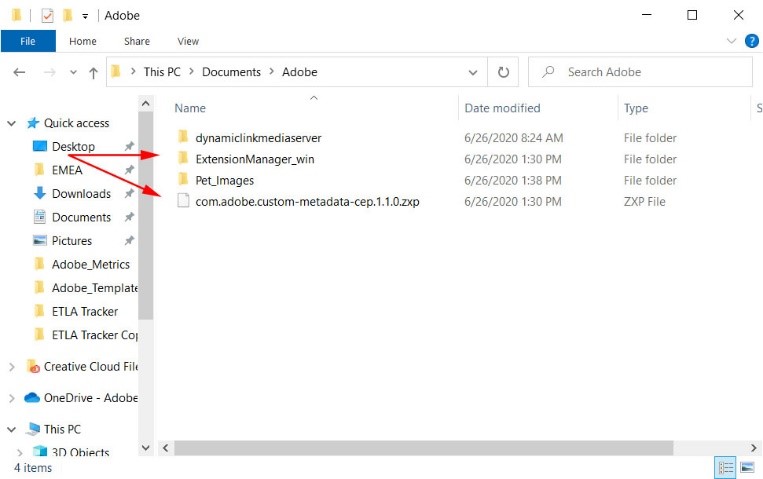 Adobe
File Home Share View
This PC > Documents > Adobe
Search Adobe
Name Date modified Type S
Quick access
dynamiclinkmediaserver 6/26/2020 8:24 AM File folder
Desktop
ExtensionManager_win 6/26/2020 1:30 PM File folder
EMEA
Pet_Images 6/26/2020 1:38 PM File folder
Downloads
com.adobe.custom-metadata-cep.1.1.0.zxp 6/26/2020 1:30 PM ZXP File
Documents
Pictures
Adobe_Metrics
Adobe_Template
ETLA Tracker
ETLA Tracker Cop
Creative Cloud File
OneDrive - Adobe
This PC
3D Objects
4 items